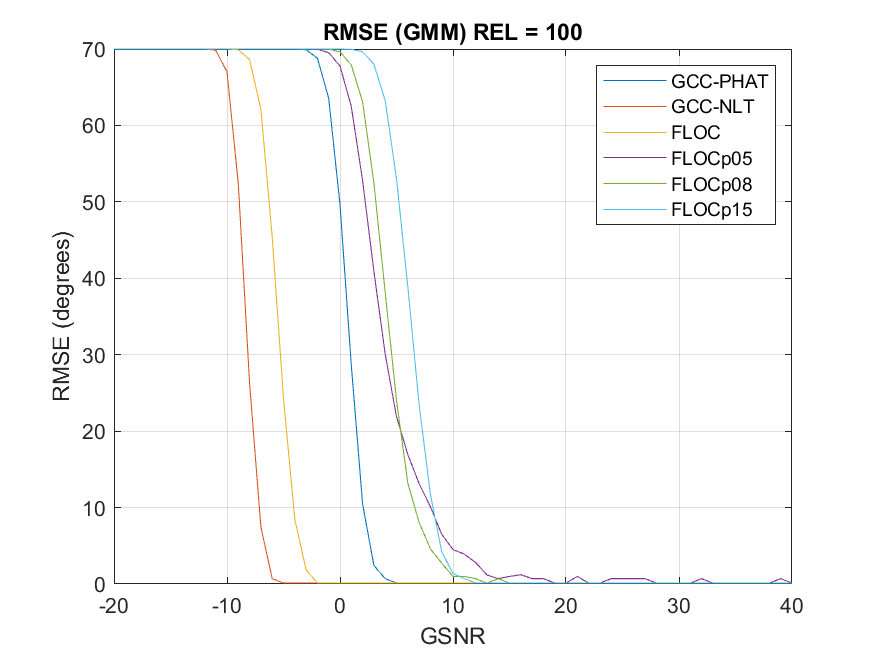 RMSE (GMM) REL = 100
70
60
50
40
30
20
10
0
RMSE (degrees)
GCC-PHAT
GCC-NLT
FLOC
FLOCp05
FLOCp08
FLOCp15
-20 -10 0 10 20 30 40
GSNR